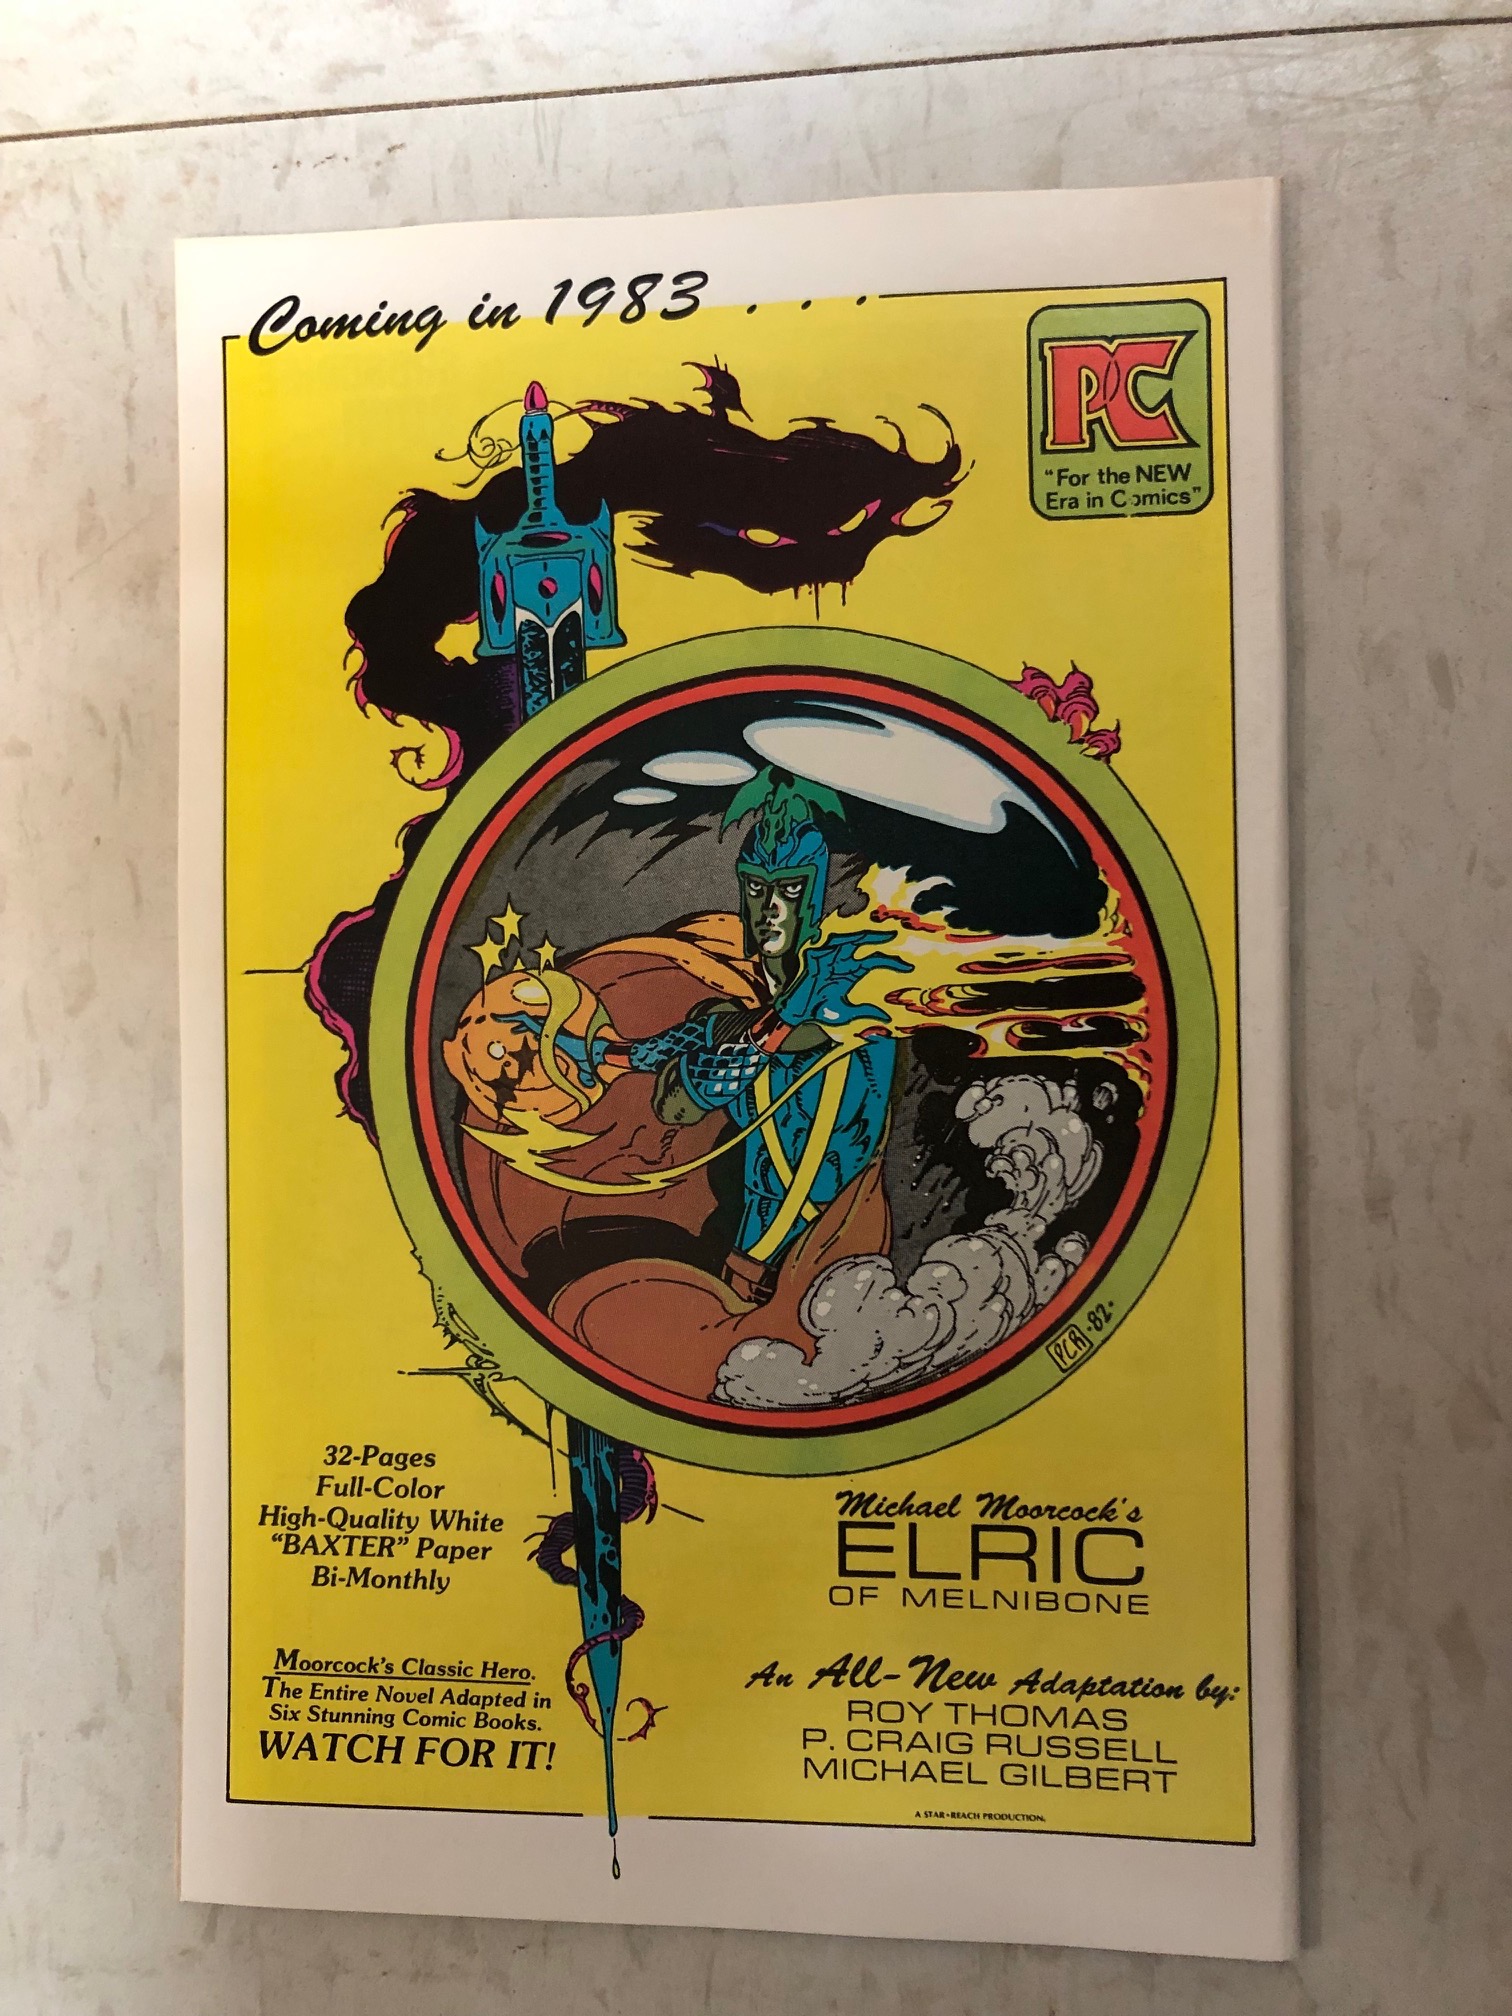 Coming in 1983 . . .
PC
"For the NEW
Era in Comics"
PCR ·82·
32-Pages
Full-Color
High-Quality White
"BAXTER" Paper
Bi-Monthly
Michael Moorcock's
ELRIC
OF MELNIBONE
Moorcock's Classic Hero.
The Entire Novel Adapted in
Six Stunning Comic Books.
WATCH FOR IT!
An All-New Adaptation by:
ROY THOMAS
P. CRAIG RUSSELL
MICHAEL GILBERT
A STAR*REACH PRODUCTION.